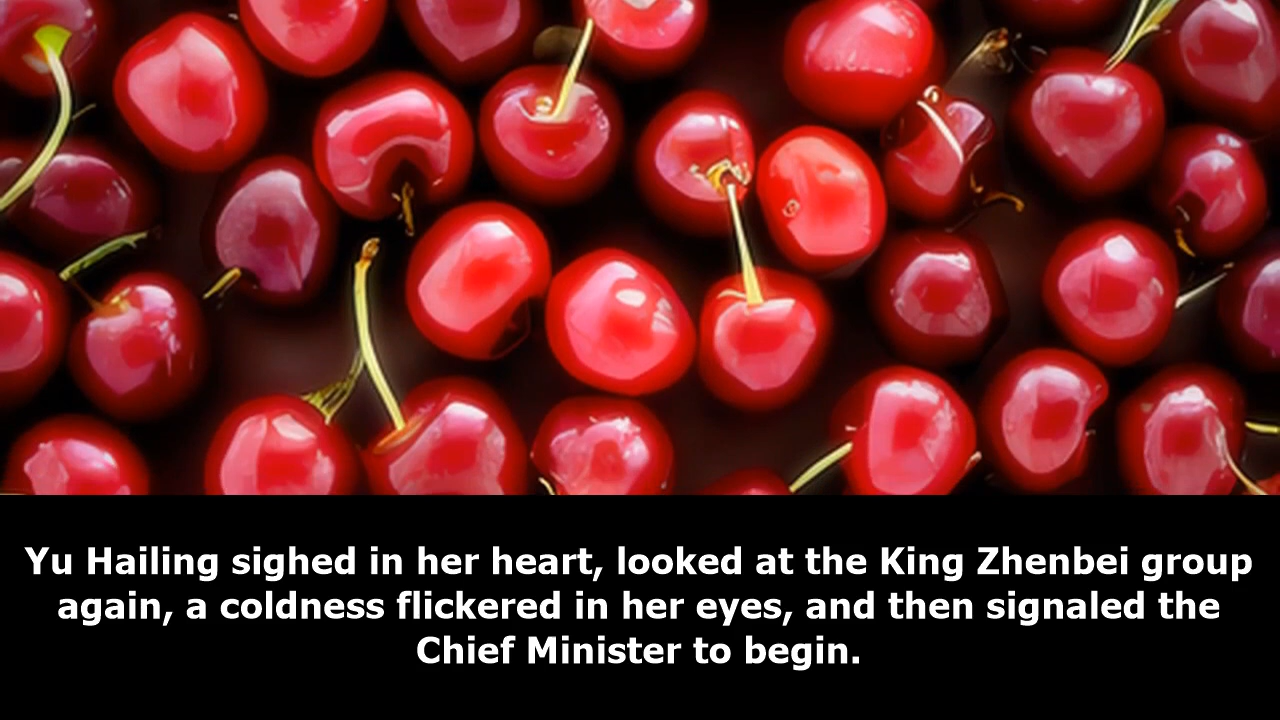 Yu Hailing sighed in her heart, looked at the King Zhenbei group
again, a coldness flickered in her eyes, and then signaled the
Chief Minister to begin.